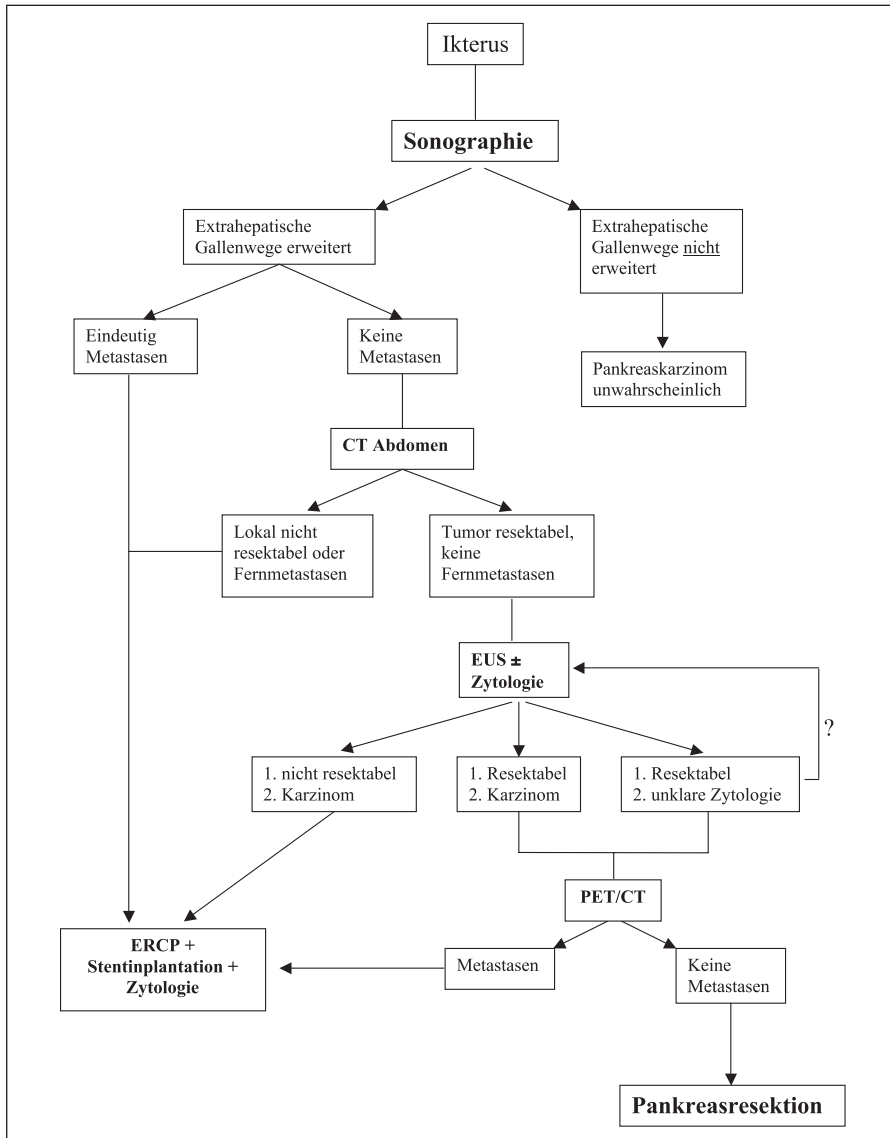 Ikterus
Sonographie
Extrahepatische
Gallenwege erweitert
Extrahepatische
Gallenwege nicht
erweitert
Eindeutig
Metastasen
Keine
Metastasen
Pankreaskarzinom
unwahrscheinlich
CT Abdomen
Lokal nicht
resektabel oder
Fernmetastasen
Tumor resektabel,
keine
Fernmetastasen
EUS ±
Zytologie
?
1. nicht resektabel
2. Karzinom
1. Resektabel
2. Karzinom
1. Resektabel
2. unklare Zytologie
PET/CT
ERCP +
Stentinplantation +
Zytologie
Metastasen
Keine
Metastasen
Pankreasresektion